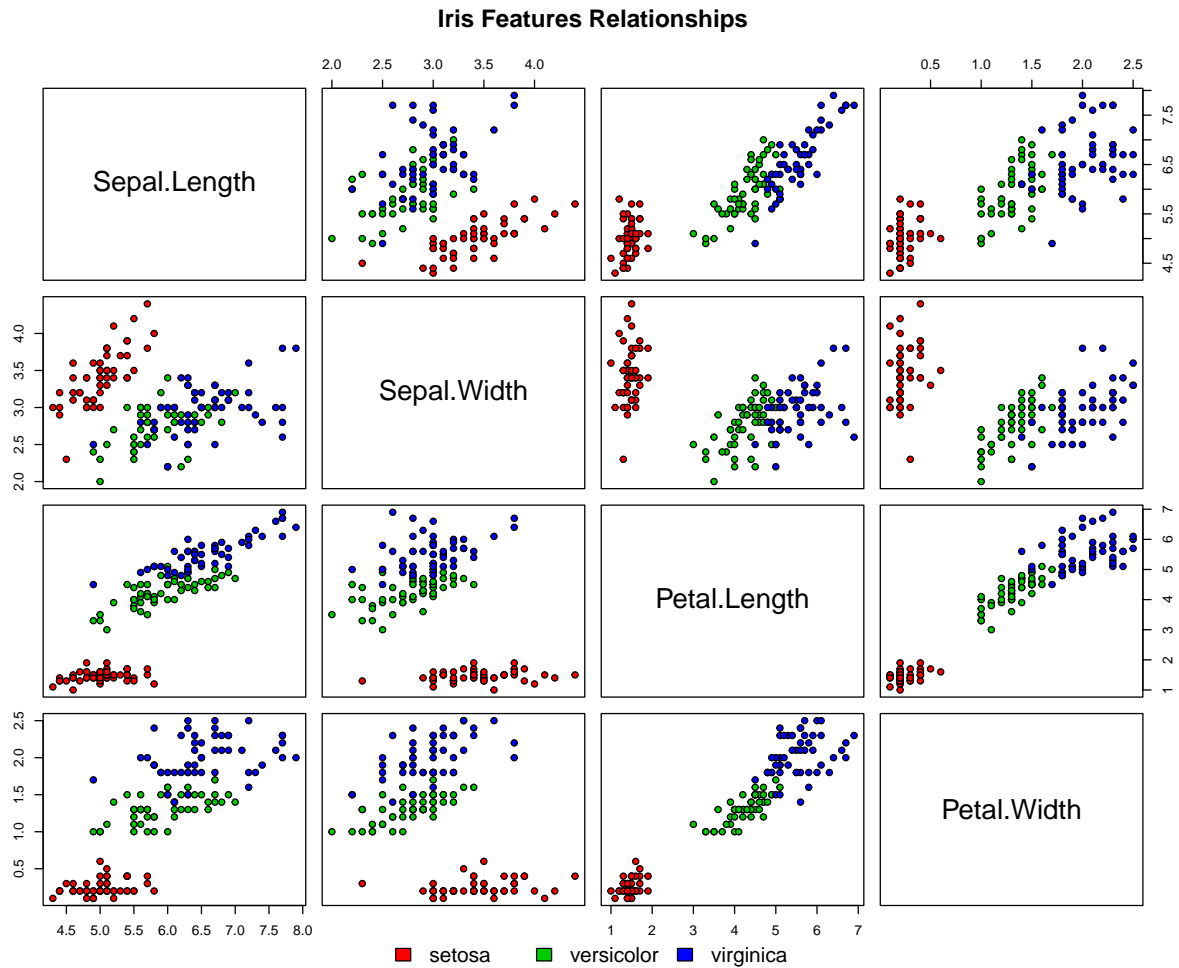 Iris Features Relationships
2.0 2.5 3.0 3.5 4.0
0.5 1.0 1.5 2.0 2.5
Sepal.Length
4.5 5.5 6.5 7.5
2.0 2.5 3.0 3.5 4.0
Sepal.Width
Petal.Length
1 2 3 4 5 6 7
0.5 1.0 1.5 2.0 2.5
Petal.Width
4.5 5.0 5.5 6.0 6.5 7.0 7.5 8.0
1 2 3 4 5 6 7
setosa versicolor virginica